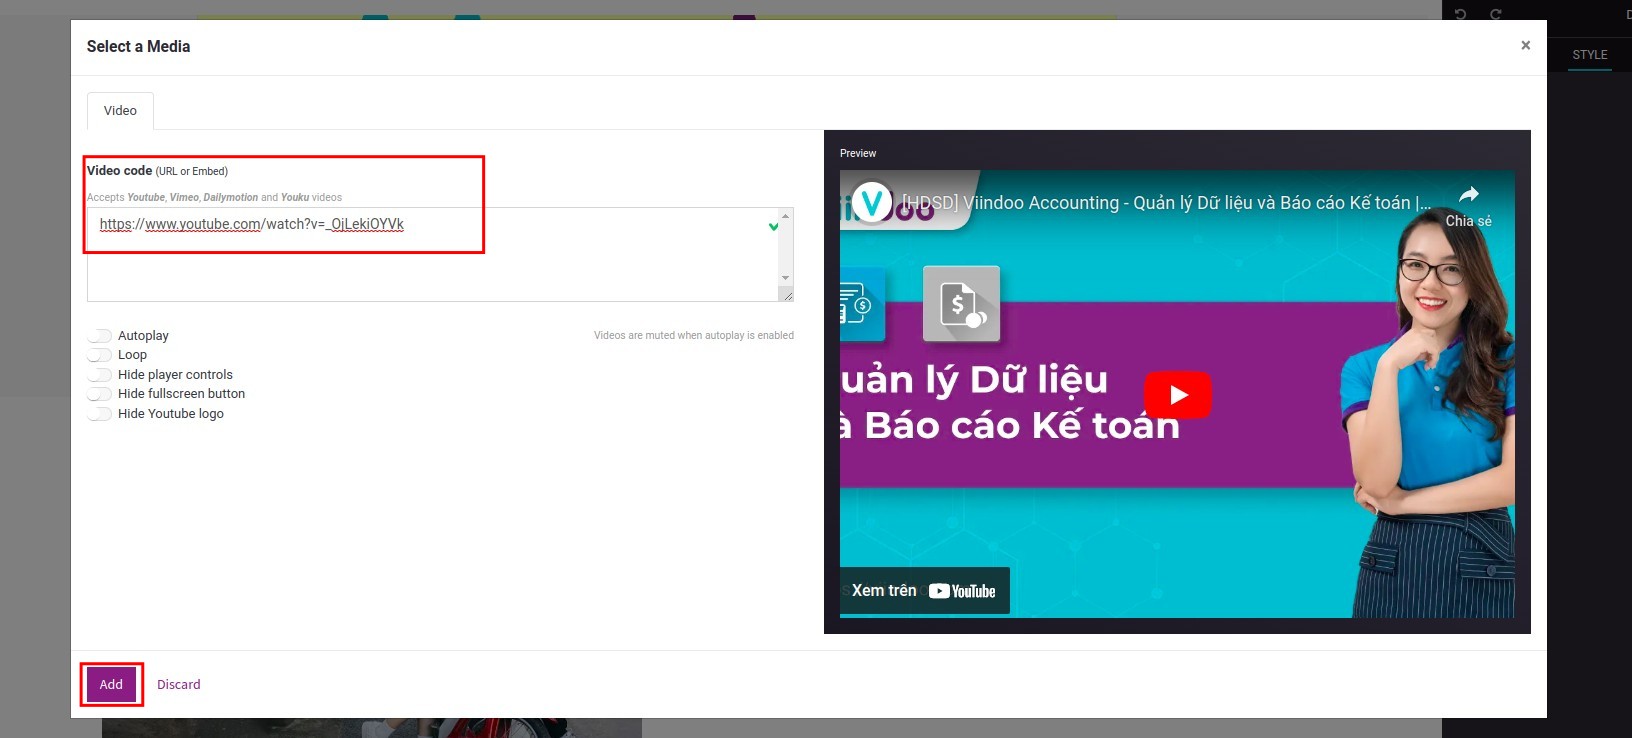 STYLE
Select a Media
×
Video
Video code (URL or Embed)
Accepts Youtube, Vimeo, Dailymotion and Youku videos
https://www.youtube.com/watch?v=_QjLekiOYVk
Autoplay
Videos are muted when autoplay is enabled
Loop
Hide player controls
Hide fullscreen button
Hide Youtube logo
Preview
[HDSD] Viindoo Accounting - Quản lý Dữ liệu và Báo cáo Kế toán |...
Chia sẻ
uản lý Dữ liệu
à Báo cáo Kế toán
Xem trên YouTube
Add
Discard